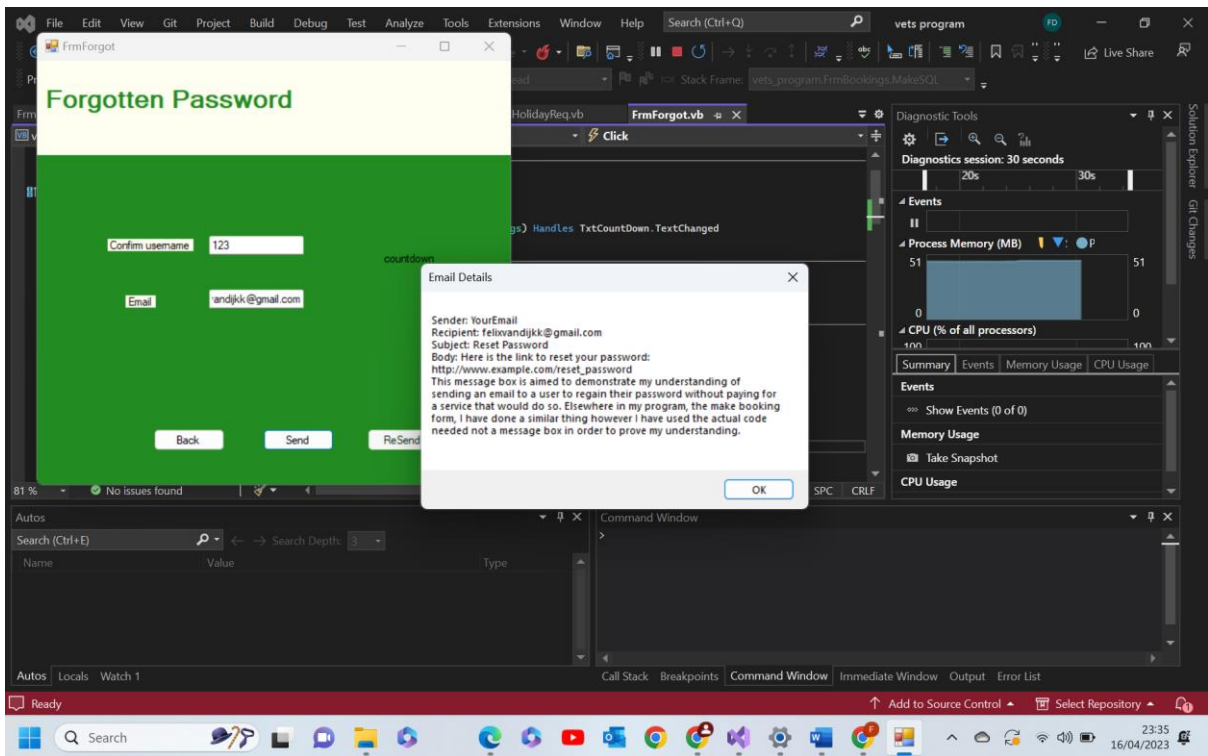 File Edit View Git Project Build Debug Test Analyze Tools Extensions Window Help Search (Ctrl+Q) vets program FD
FrmForgot
Live Share
Stack Frame: vets_program.FrmBookings.MakeSQL
Forgotten Password
HolidayReq.vb FrmForgot.vb
Click
Diagnostic Tools
Diagnostics session: 30 seconds
20s 30s
Events
gs) Handles TxtCountDown.TextChanged
Process Memory (MB) P
51 51
0 0
CPU (% of all processors)
100 100
Summary Events Memory Usage CPU Usage
Events
Show Events (0 of 0)
Memory Usage
Take Snapshot
CPU Usage
Solution Explorer
Git Changes
Confirm username 123
countdown
Email vandijkk@gmail.com
Back Send ReSend
Email Details
Sender: YourEmail
Recipient: felixvandijkk@gmail.com
Subject: Reset Password
Body: Here is the link to reset your password:
http://www.example.com/reset_password
This message box is aimed to demonstrate my understanding of
sending an email to a user to regain their password without paying for
a service that would do so. Elsewhere in my program, the make booking
form, I have done a similar thing however I have used the actual code
needed not a message box in order to prove my understanding.
OK
81 % No issues found SPC CRLF
Autos
Search (Ctrl+E) Search Depth: 3
Name Value Type
Command Window
>
Autos Locals Watch 1
Call Stack Breakpoints Command Window Immediate Window Output Error List
Ready Add to Source Control Select Repository
Search
23:35
16/04/2023